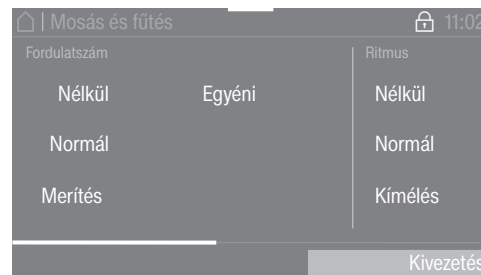 | Mosás és fűtés 11:02
Fordulatszám Ritmus
Nélkül Egyéni Nélkül
Normál Normál
Merítés Kímélés
Kivezetés